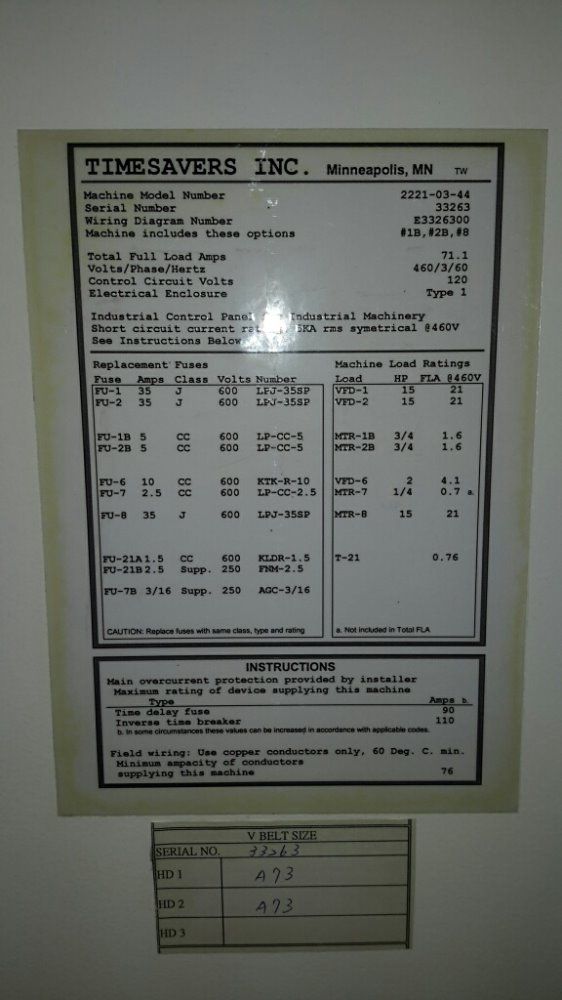 TIMESAVERS INC. Minneapolis, MN TW
Machine Model Number 2221-03-44
Serial Number 33263
Wiring Diagram Number E3326300
Machine includes these options #1B,#2B,#8
Total Full Load Amps 71.1
Volts/Phase/Hertz 460/3/60
Control Circuit Volts 120
Electrical Enclosure Type 1
Industrial Control Panel Industrial Machinery
Short circuit current 5KA rms symetrical @460V
See Instructions Below
Replacement Fuses
Fuse Amps Class Volts Number
FU-1 35 J 600 LPJ-35SP
FU-2 35 J 600 LPJ-35SP
FU-1B 5 CC 600 LP-CC-5
FU-2B 5 CC 600 LP-CC-5
FU-6 10 CC 600 KTK-R-10
FU-7 2.5 CC 600 LP-CC-2.5
FU-8 35 J 600 LPJ-35SP
FU-21A 1.5 CC 600 KLDR-1.5
FU-21B 2.5 Supp. 250 FNM-2.5
FU-7B 3/16 Supp. 250 AGC-3/16
CAUTION: Replace fuses with same class, type and rating
Machine Load Ratings
Load HP FLA @460V
VFD-1 15 21
VFD-2 15 21
MTR-1B 3/4 1.6
MTR-2B 3/4 1.6
VFD-6 2 4.1
MTR-7 1/4 0.7 a.
MTR-8 15 21
T-21 0.76
a. Not included in Total FLA
INSTRUCTIONS
Main overcurrent protection provided by installer
Maximum rating of device supplying this machine
Type Amps b.
Time delay fuse 90
Inverse time breaker 110
b. In some circumstances these values can be increased in accordance with applicable codes.
Field wiring: Use copper conductors only, 60 Deg. C. min.
Minimum ampacity of conductors
supplying this machine 76
V BELT SIZE
SERIAL NO. 33263
HD 1 A73
HD 2 A73
HD 3